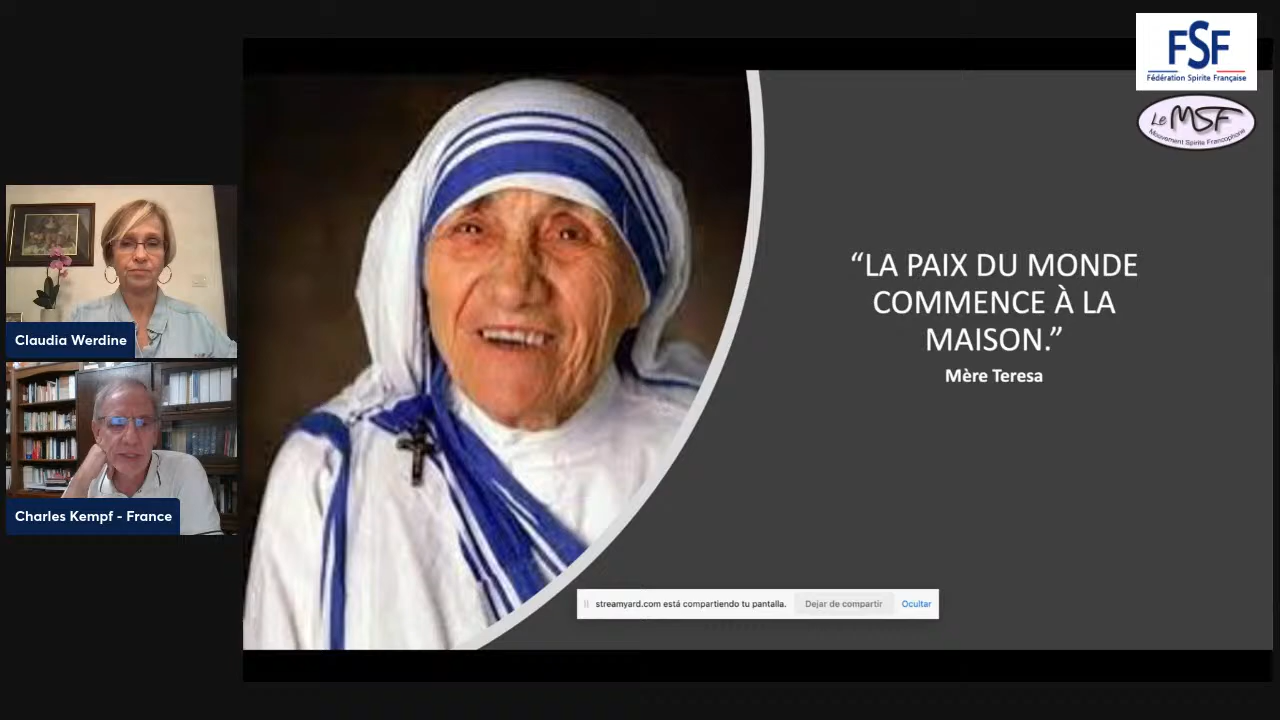 FSF
Fédération Spirite Française
Le MSF
Mouvement Spirite Francophone
Claudia Werdine
Charles Kempf - France
“LA PAIX DU MONDE
COMMENCE À LA
MAISON.”
Mère Teresa
streamyard.com está compartiendo tu pantalla.
Dejar de compartir
Ocultar